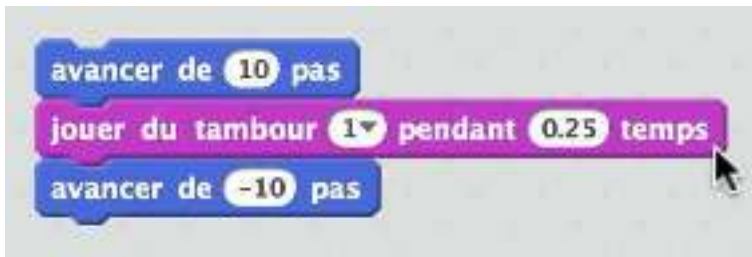 avancer de 10 pas
jouer du tambour 1 pendant 0.25 temps
avancer de -10 pas